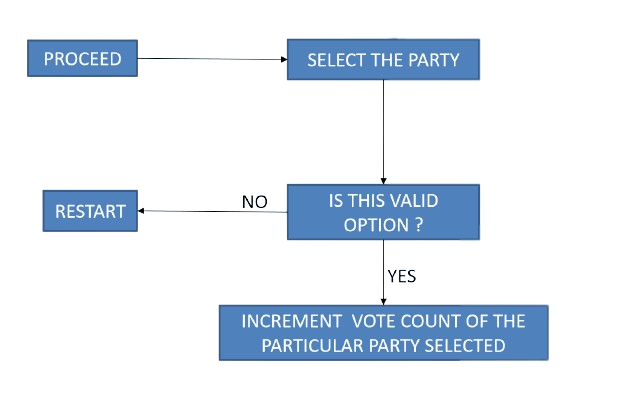 PROCEED
SELECT THE PARTY
IS THIS VALID
OPTION ?
NO
RESTART
YES
INCREMENT VOTE COUNT OF THE
PARTICULAR PARTY SELECTED